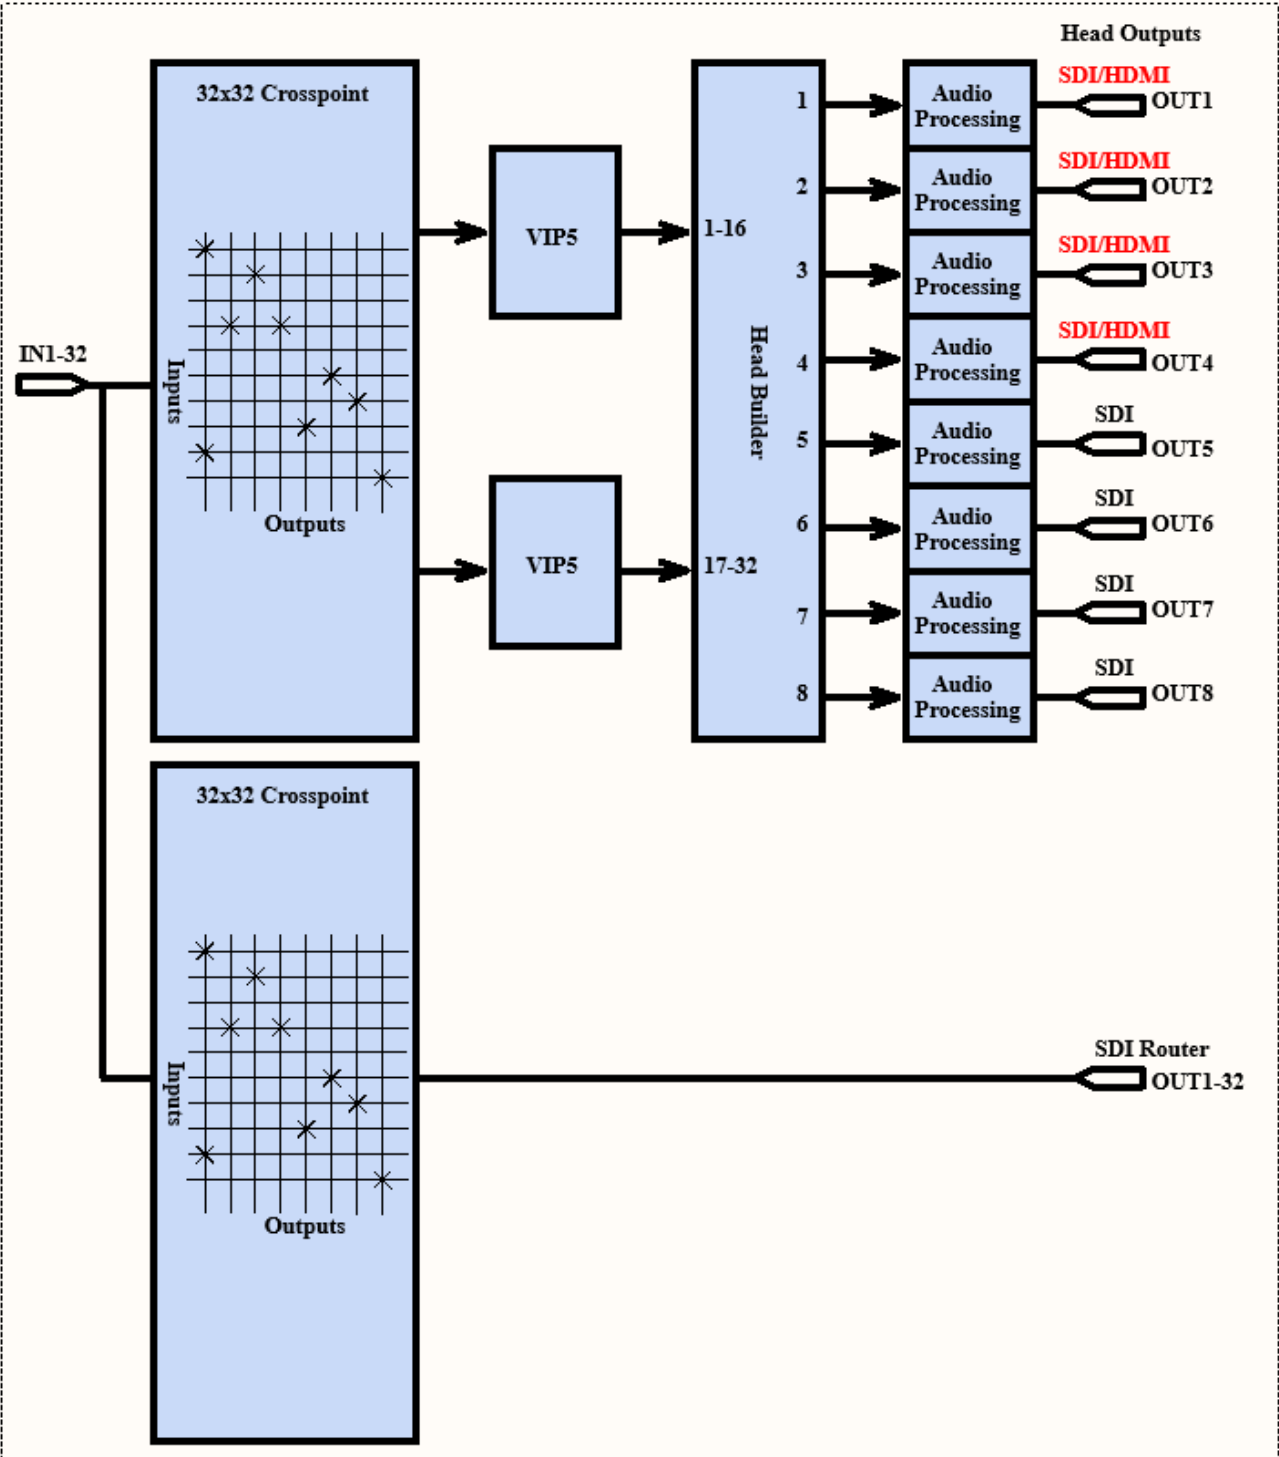 Head Outputs
32x32 Crosspoint
Inputs
Outputs
IN1-32
VIP5
VIP5
1-16
17-32
Head Builder
1
2
3
4
5
6
7
8
Audio
Processing
Audio
Processing
Audio
Processing
Audio
Processing
Audio
Processing
Audio
Processing
Audio
Processing
Audio
Processing
SDI/HDMI
OUT1
SDI/HDMI
OUT2
SDI/HDMI
OUT3
SDI/HDMI
OUT4
SDI
OUT5
SDI
OUT6
SDI
OUT7
SDI
OUT8
32x32 Crosspoint
Inputs
Outputs
SDI Router
OUT1-32